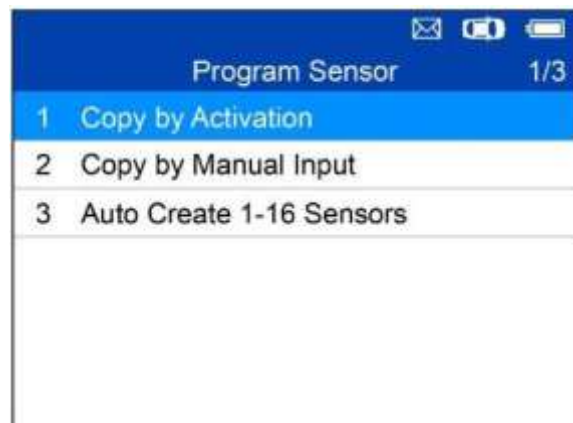 Program Sensor 1/3
1 Copy by Activation
2 Copy by Manual Input
3 Auto Create 1-16 Sensors